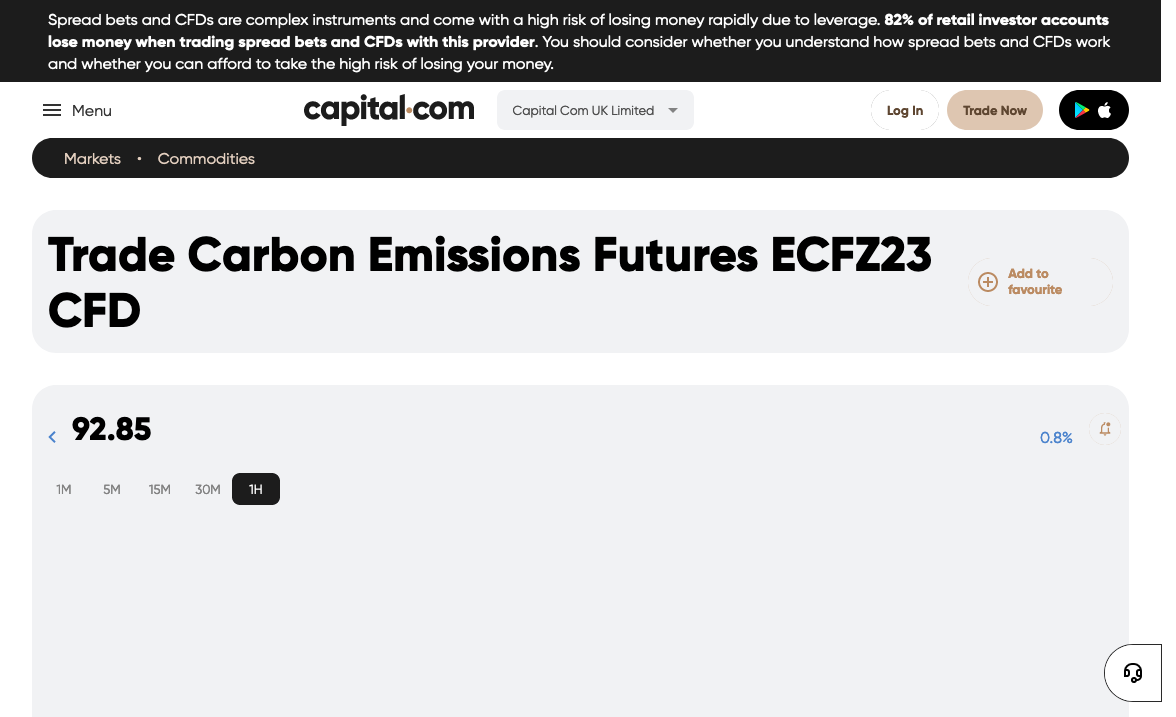 Spread bets and CFDs are complex instruments and come with a high risk of losing money rapidly due to leverage. 82% of retail investor accounts
lose money when trading spread bets and CFDs with this provider. You should consider whether you understand how spread bets and CFDs work
and whether you can afford to take the high risk of losing your money.
Menu
capital.com
Capital Com UK Limited
Log In
Trade Now
Markets • Commodities
Trade Carbon Emissions Futures ECFZ23
CFD
Add to
favourite
92.85
0.8%
1M
5M
15M
30M
1H